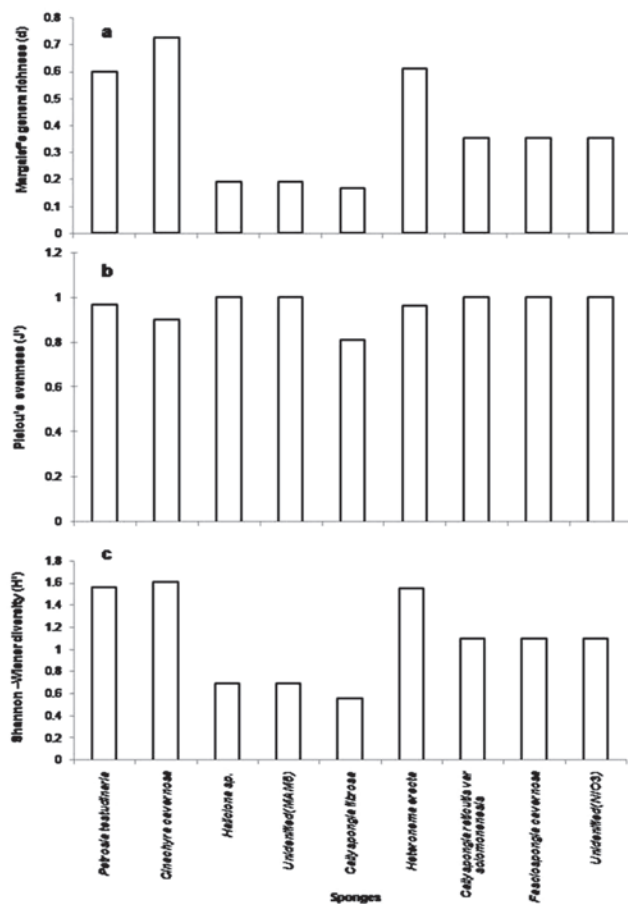 a
Margalef's genera richness (d)
0.8
0.7
0.6
0.5
0.4
0.3
0.2
0.1
0
b
Pielou's evenness (J')
1.2
1
0.8
0.6
0.4
0.2
0
c
Shannon –Wiener diversity (H')
1.8
1.6
1.4
1.2
1
0.8
0.6
0.4
0.2
0
Petrosia testudinaria
Cinachyra cavernosa
Haliclona sp.
Unidentified(MAM6)
Callyspongia fibrosa
Heteronema erecta
Callyspongia reticulis ver
solomonensis
Fasciospongia cavernosa
Unidentified(NIO3)
Sponges